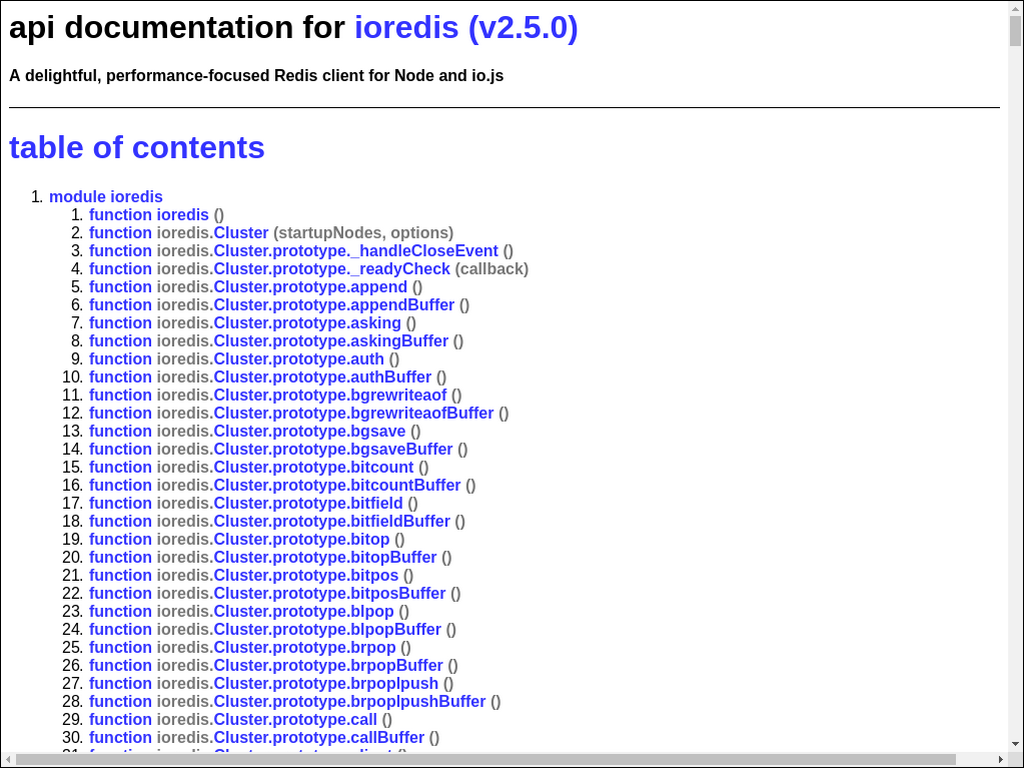 api documentation for ioredis (v2.5.0)
A delightful, performance-focused Redis client for Node and io.js
table of contents
1. module ioredis
1. function ioredis ()
2. function ioredis.Cluster (startupNodes, options)
3. function ioredis.Cluster.prototype._handleCloseEvent ()
4. function ioredis.Cluster.prototype._readyCheck (callback)
5. function ioredis.Cluster.prototype.append ()
6. function ioredis.Cluster.prototype.appendBuffer ()
7. function ioredis.Cluster.prototype.asking ()
8. function ioredis.Cluster.prototype.askingBuffer ()
9. function ioredis.Cluster.prototype.auth ()
10. function ioredis.Cluster.prototype.authBuffer ()
11. function ioredis.Cluster.prototype.bgrewriteaof ()
12. function ioredis.Cluster.prototype.bgrewriteaofBuffer ()
13. function ioredis.Cluster.prototype.bgsave ()
14. function ioredis.Cluster.prototype.bgsaveBuffer ()
15. function ioredis.Cluster.prototype.bitcount ()
16. function ioredis.Cluster.prototype.bitcountBuffer ()
17. function ioredis.Cluster.prototype.bitfield ()
18. function ioredis.Cluster.prototype.bitfieldBuffer ()
19. function ioredis.Cluster.prototype.bitop ()
20. function ioredis.Cluster.prototype.bitopBuffer ()
21. function ioredis.Cluster.prototype.bitpos ()
22. function ioredis.Cluster.prototype.bitposBuffer ()
23. function ioredis.Cluster.prototype.blpop ()
24. function ioredis.Cluster.prototype.blpopBuffer ()
25. function ioredis.Cluster.prototype.brpop ()
26. function ioredis.Cluster.prototype.brpopBuffer ()
27. function ioredis.Cluster.prototype.brpoplpush ()
28. function ioredis.Cluster.prototype.brpoplpushBuffer ()
29. function ioredis.Cluster.prototype.call ()
30. function ioredis.Cluster.prototype.callBuffer ()